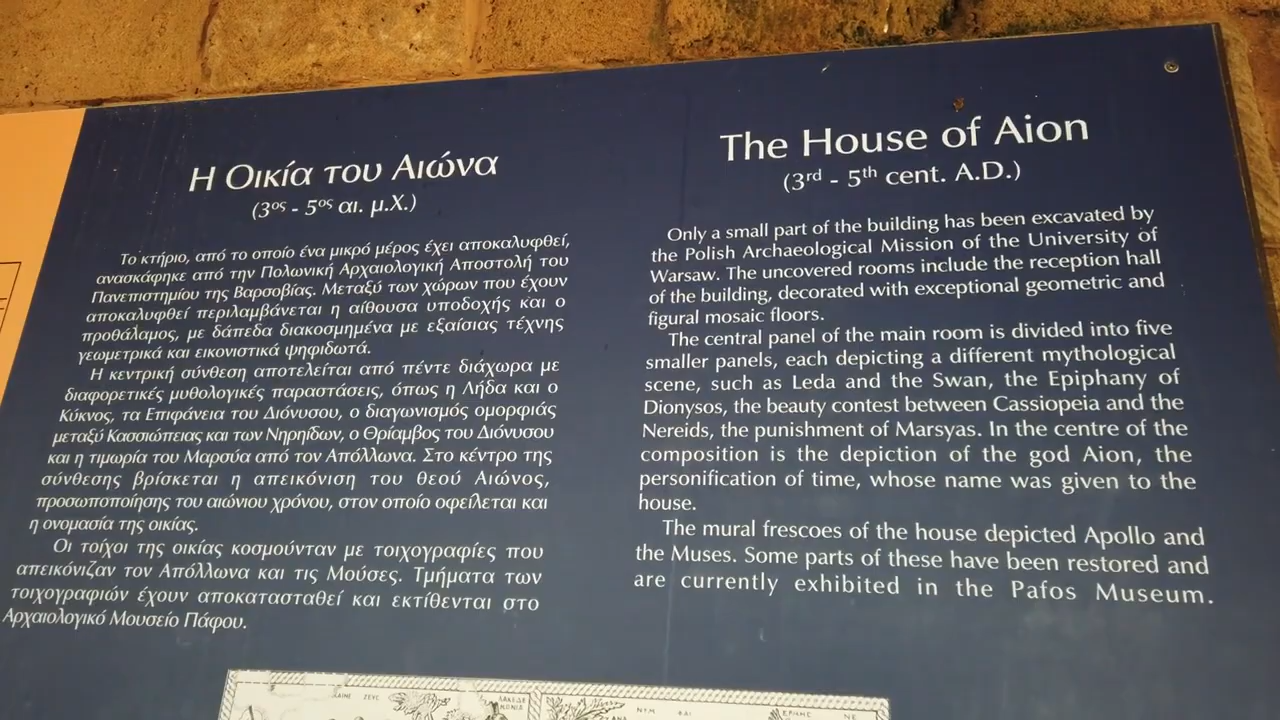 Η Οικία του Αιώνα
(3ος - 5ος αι. μ.Χ.)
Το κτήριο, από το οποίο ένα μικρό μέρος έχει αποκαλυφθεί,
ανασκάφηκε από την Πολωνική Αρχαιολογική Αποστολή του
Πανεπιστημίου της Βαρσοβίας. Μεταξύ των χώρων που έχουν
αποκαλυφθεί περιλαμβάνεται η αίθουσα υποδοχής και ο
προθάλαμος, με δάπεδα διακοσμημένα με εξαίσιας τέχνης
γεωμετρικά και εικονιστικά ψηφιδωτά.
Η κεντρική σύνθεση αποτελείται από πέντε διάχωρα με
διαφορετικές μυθολογικές παραστάσεις, όπως η Λήδα και ο
Κύκνος, τα Επιφάνεια του Διόνυσου, ο διαγωνισμός ομορφιάς
μεταξύ Κασσιώπειας και των Νηρηίδων, ο Θρίαμβος του Διόνυσου
και η τιμωρία του Μαρσύα από τον Απόλλωνα. Στο κέντρο της
σύνθεσης βρίσκεται η απεικόνιση του θεού Αιώνος,
προσωποποίησης του αιώνιου χρόνου, στον οποίο οφείλεται και
η ονομασία της οικίας.
Οι τοίχοι της οικίας κοσμούνταν με τοιχογραφίες που
απεικόνιζαν τον Απόλλωνα και τις Μούσες. Τμήματα των
τοιχογραφιών έχουν αποκατασταθεί και εκτίθενται στο
Αρχαιολογικό Μουσείο Πάφου.
The House of Aion
(3rd - 5th cent. A.D.)
Only a small part of the building has been excavated by
the Polish Archaeological Mission of the University of
Warsaw. The uncovered rooms include the reception hall
of the building, decorated with exceptional geometric and
figural mosaic floors.
The central panel of the main room is divided into five
smaller panels, each depicting a different mythological
scene, such as Leda and the Swan, the Epiphany of
Dionysos, the beauty contest between Cassiopeia and the
Nereids, the punishment of Marsyas. In the centre of the
composition is the depiction of the god Aion, the
personification of time, whose name was given to the
house.
The mural frescoes of the house depicted Apollo and
the Muses. Some parts of these have been restored and
are currently exhibited in the Pafos Museum.
ΖΕΥΣ